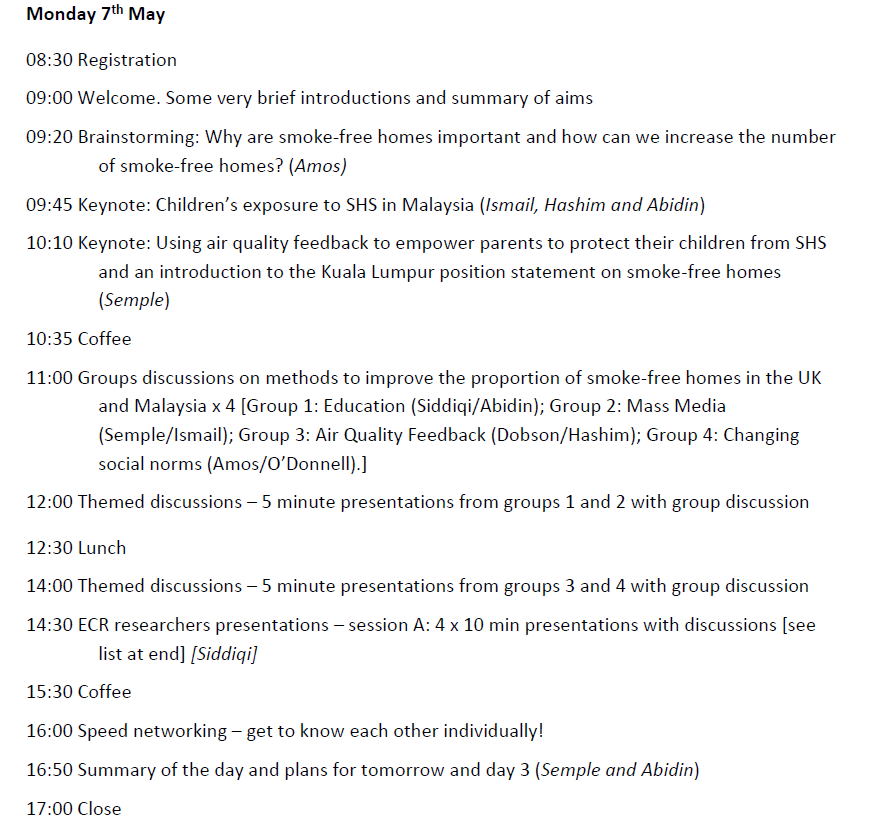 Monday 7th May
08:30 Registration
09:00 Welcome. Some very brief introductions and summary of aims
09:20 Brainstorming: Why are smoke-free homes important and how can we increase the number
of smoke-free homes? (Amos)
09:45 Keynote: Children’s exposure to SHS in Malaysia (Ismail, Hashim and Abidin)
10:10 Keynote: Using air quality feedback to empower parents to protect their children from SHS
and an introduction to the Kuala Lumpur position statement on smoke-free homes
(Semple)
10:35 Coffee
11:00 Groups discussions on methods to improve the proportion of smoke-free homes in the UK
and Malaysia x 4 [Group 1: Education (Siddiqi/Abidin); Group 2: Mass Media
(Semple/Ismail); Group 3: Air Quality Feedback (Dobson/Hashim); Group 4: Changing
social norms (Amos/O’Donnell).]
12:00 Themed discussions – 5 minute presentations from groups 1 and 2 with group discussion
12:30 Lunch
14:00 Themed discussions – 5 minute presentations from groups 3 and 4 with group discussion
14:30 ECR researchers presentations – session A: 4 x 10 min presentations with discussions [see
list at end] [Siddiqi]
15:30 Coffee
16:00 Speed networking – get to know each other individually!
16:50 Summary of the day and plans for tomorrow and day 3 (Semple and Abidin)
17:00 Close